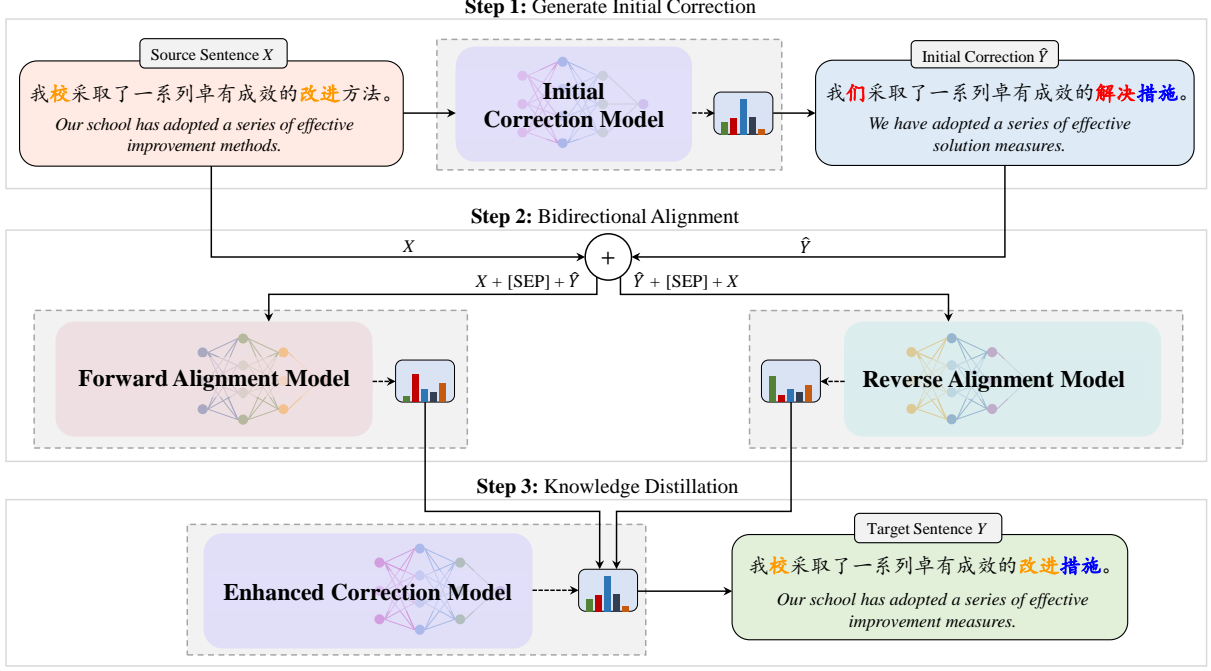 Step 1: Generate Initial Correction
Source Sentence X
Initial Correction Ŷ
我校采取了一系列卓有成效的改进方法。
Our school has adopted a series of effective
improvement methods.
Initial
Correction Model
我们采取了一系列卓有成效的解决措施。
We have adopted a series of effective
solution measures.
Step 2: Bidirectional Alignment
X
+
Ŷ
X + [SEP] + Ŷ
Ŷ + [SEP] + X
Forward Alignment Model
Reverse Alignment Model
Step 3: Knowledge Distillation
Enhanced Correction Model
Target Sentence Y
我校采取了一系列卓有成效的改进措施。
Our school has adopted a series of effective
improvement measures.